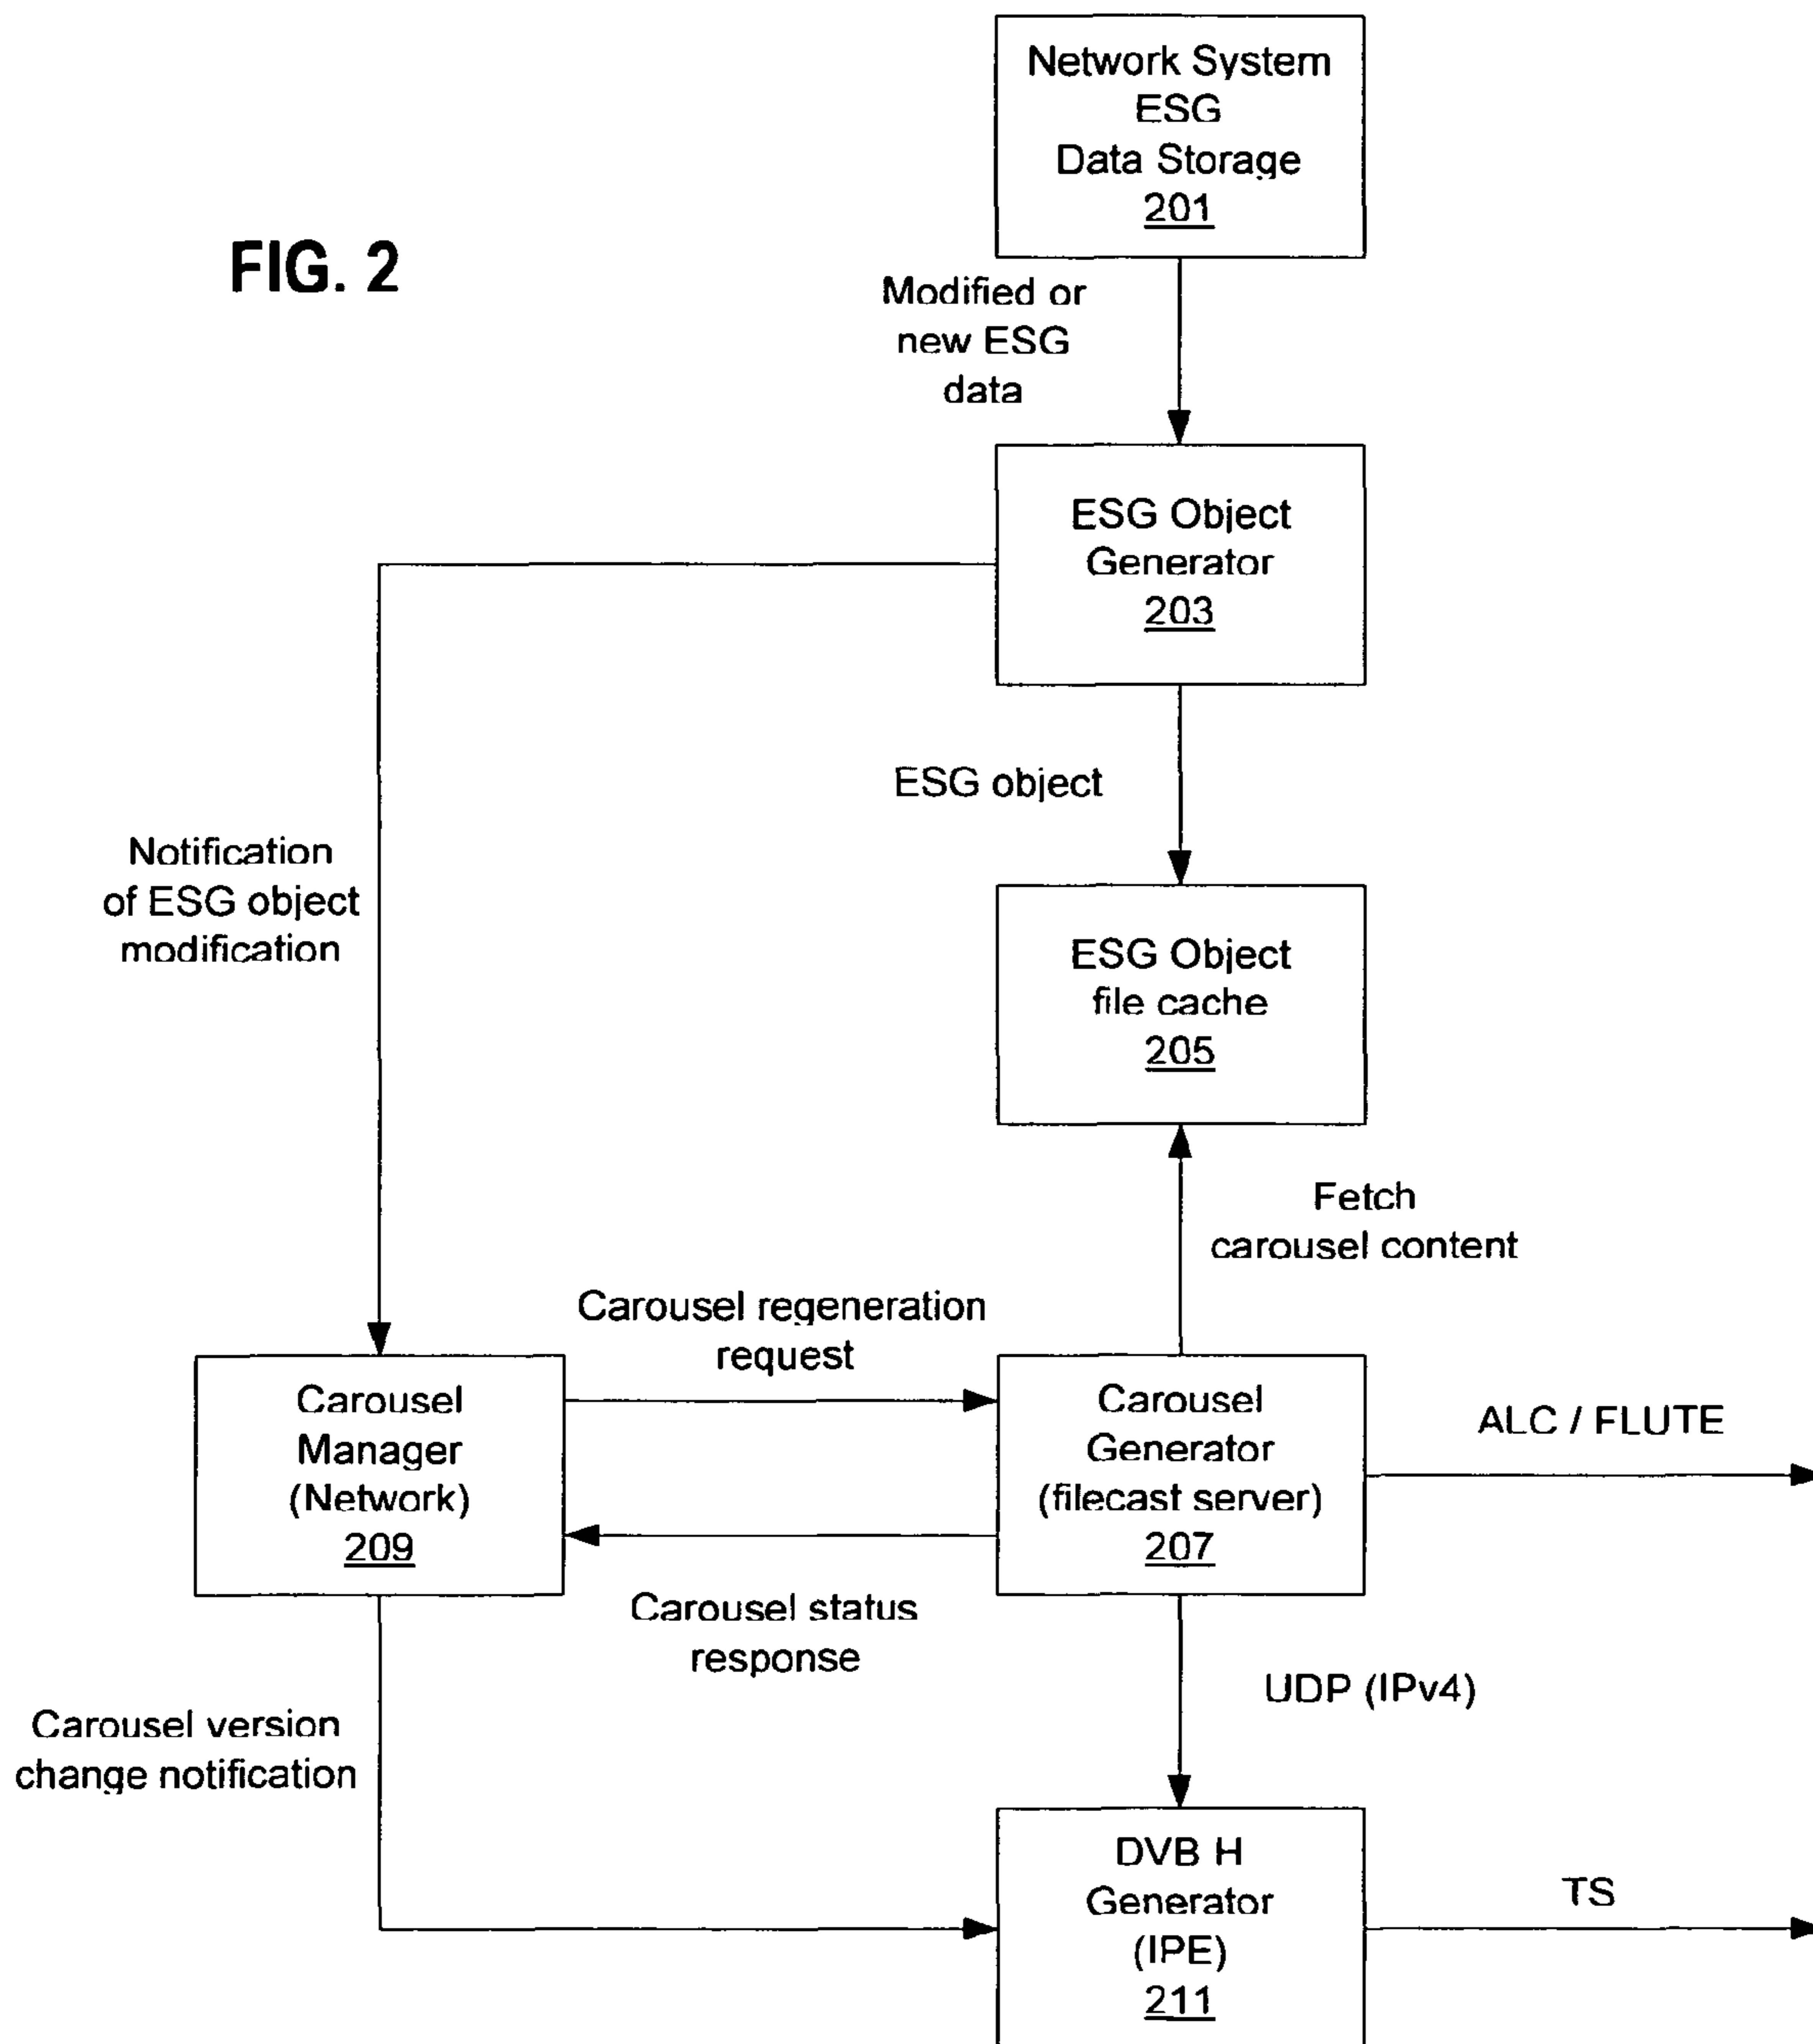 Network System
ESG
Data Storage
201
FIG. 2
Modified or
new ESG
data
ESG Object
Generator
203
ESG object
Notification
of ESG object
modification
ESG Object
file cache
205
Fetch
carousel content
Carousel regeneration
request
Carousel
Manager
(Network)
209
Carousel
Generator
(filecast server)
207
ALC / FLUTE
Carousel status
response
UDP (IPv4)
Carousel version
change notification
DVB H
Generator
(IPE)
211
TS